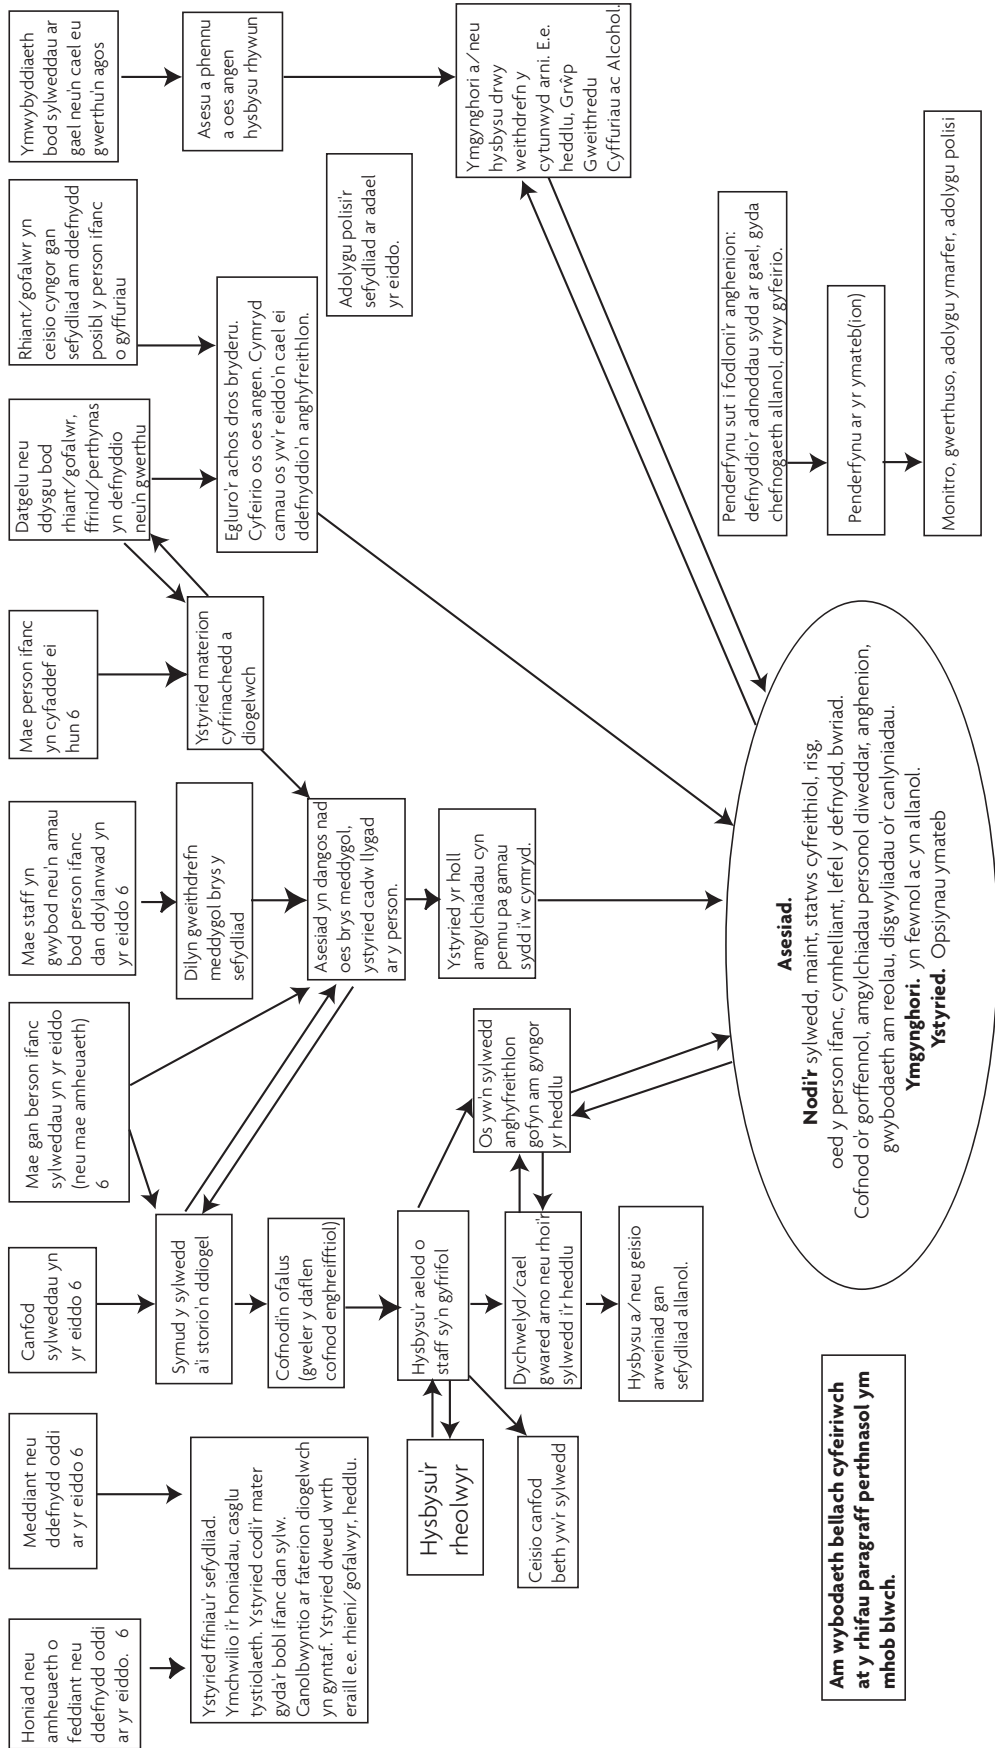 Honiad neu
amheuaeth o
feddiant neu
ddefnydd oddi
ar yr eiddo. 6
Meddiant neu
ddefnydd oddi
ar yr eiddo 6
Canfod
sylweddau yn
yr eiddo 6
Mae gan berson ifanc
sylweddau yn yr eiddo
(neu mae amheuaeth)
6
Mae staff yn
gwybod neu'n amau
bod person ifanc
dan ddylanwad yn
yr eiddo 6
Mae person ifanc
yn cyfaddef ei
hun 6
Datgelu neu
ddysgu bod
rhiant/gofalwr,
ffrind/perthynas
yn defnyddio
neu'n gwerthu
Rhiant/gofalwr yn
ceisio cyngor gan
sefydliad am ddefnydd
posibl y person ifanc
o gyffuriau
Ymwybyddiaeth
bod sylweddau ar
gael neu'n cael eu
gwerthu'n agos
Ystyried ffiniau'r sefydliad.
Ymchwilio i'r honiadau, casglu
tystiolaeth. Ystyried codi'r mater
gyda'r bobl ifanc dan sylw.
Canolbwyntio ar faterion diogelwch
yn gyntaf. Ystyried dweud wrth
eraill e.e. rhieni/gofalwyr, heddlu.
Symud y sylwedd
a'i storio'n ddiogel
Dilyn gweithdrefn
meddygol brys y
sefydliad
Ystyried materion
cyfrinachedd a
diogelwch
Egluro'r achos dros bryderu.
Cyfeirio os oes angen. Cymryd
camau os yw'r eiddo'n cael ei
ddefnyddio'n anghyfreithlon.
Asesu a phennu
a oes angen
hysbysu rhywun
Cofnodi'n ofalus
(gweler y daflen
cofnod enghreifftiol)
Asesiad yn dangos nad
oes brys meddygol,
ystyried cadw llygad
ar y person.
Adolygu polisi'r
sefydliad ar adael
yr eiddo.
Hysbysu'r
rheolwyr
Hysbysu'r aelod o
staff sy'n gyfrifol
Ystyried yr holl
amgylchiadau cyn
pennu pa gamau
sydd i'w cymryd.
Ymgynghori a/neu
hysbysu drwy
weithdrefn y
cytunwyd arni. E.e.
heddlu, Grŵp
Gweithredu
Cyffuriau ac Alcohol.
Ceisio canfod
beth yw'r sylwedd
Dychwelyd/cael
gwared arno neu rhoi'r
sylwedd i'r heddlu
Os yw'n sylwedd
anghyfreithlon
gofyn am gyngor
yr heddlu
Hysbysu a/neu geisio
arweiniad gan
sefydliad allanol.
Asesiad.
Nodi'r sylwedd, maint, statws cyfreithiol, risg,
oed y person ifanc, cymhelliant, lefel y defnydd, bwriad.
Cofnod o'r gorffennol, amgylchiadau personol diweddar, anghenion,
gwybodaeth am reolau, disgwyliadau o'r canlyniadau.
Ymgynghori. yn fewnol ac yn allanol.
Ystyried. Opsiynau ymateb
Penderfynu sut i fodloni'r anghenion:
defnyddio'r adnoddau sydd ar gael, gyda
chefnogaeth allanol, drwy gyfeirio.
Penderfynu ar yr ymateb(ion)
Monitro, gwerthuso, adolygu ymarfer, adolygu polisi
Am wybodaeth bellach cyfeiriwch
at y rhifau paragraff perthnasol ym
mhob blwch.